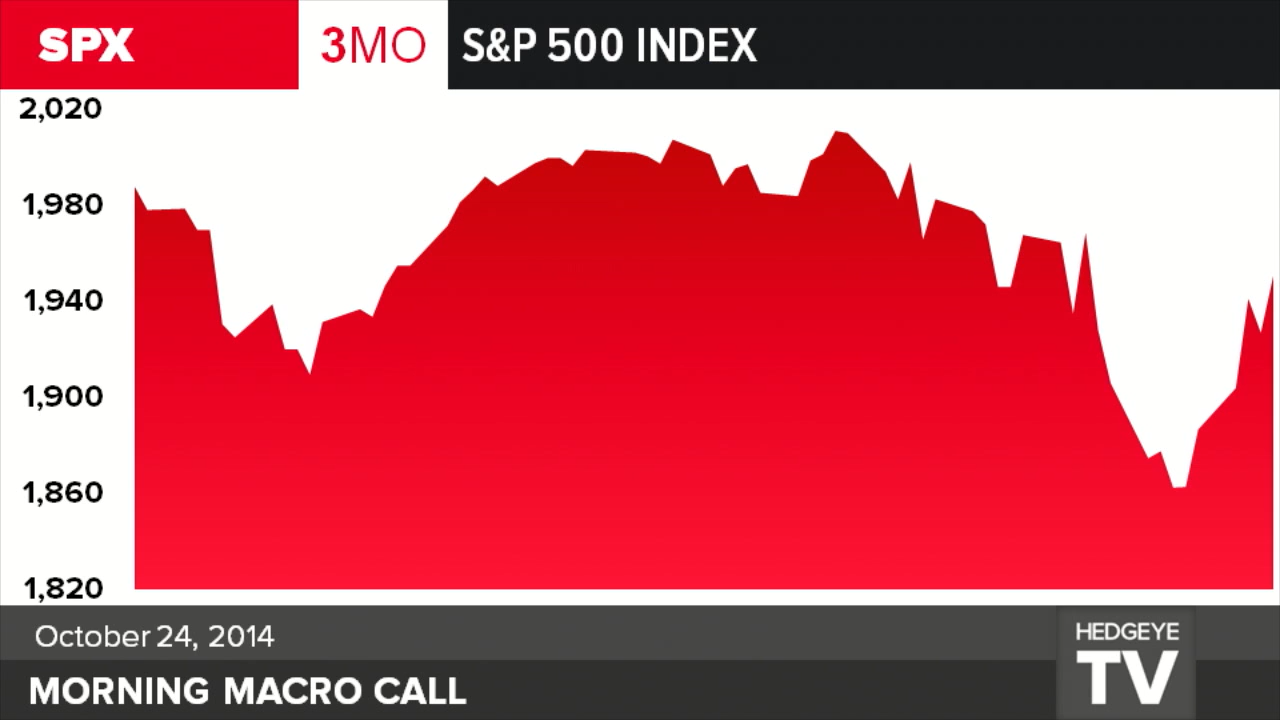 SPX 3MO S&P 500 INDEX
2,020
1,980
1,940
1,900
1,860
1,820
October 24, 2014
MORNING MACRO CALL
HEDGEYE
TV